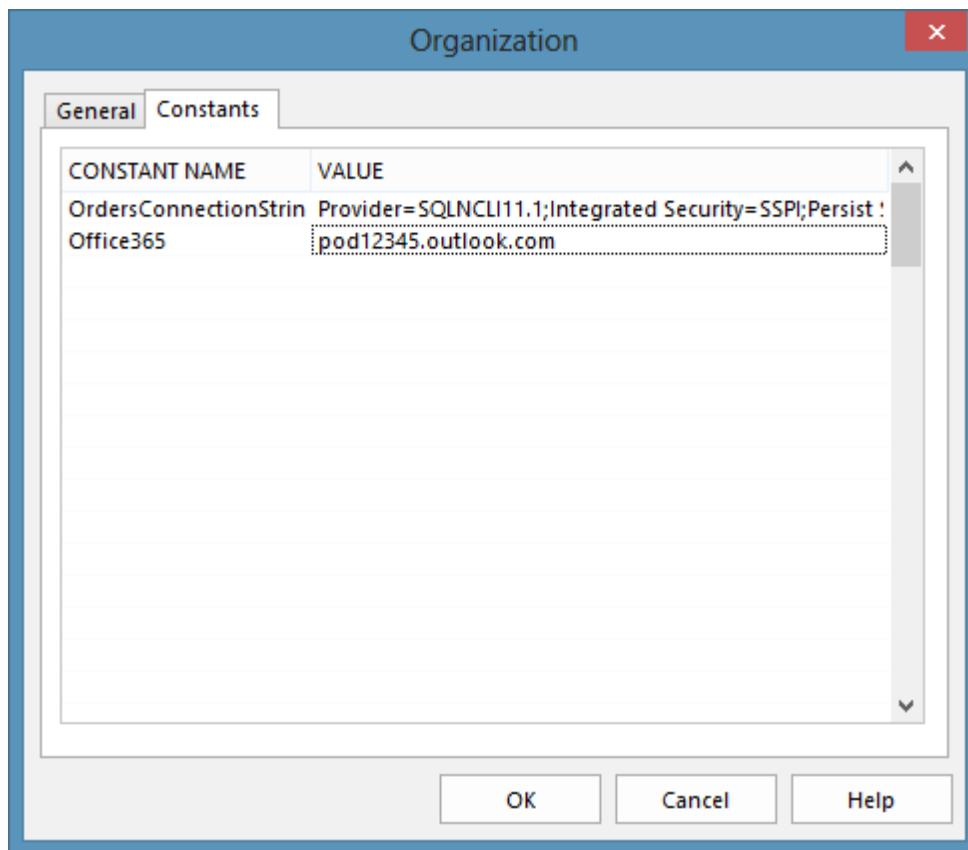 Organization
General Constants
CONSTANT NAME VALUE
OrdersConnectionStrin Provider=SQLNCLI11.1;Integrated Security=SSPI;Persist
Office365 pod12345.outlook.com
OK Cancel Help